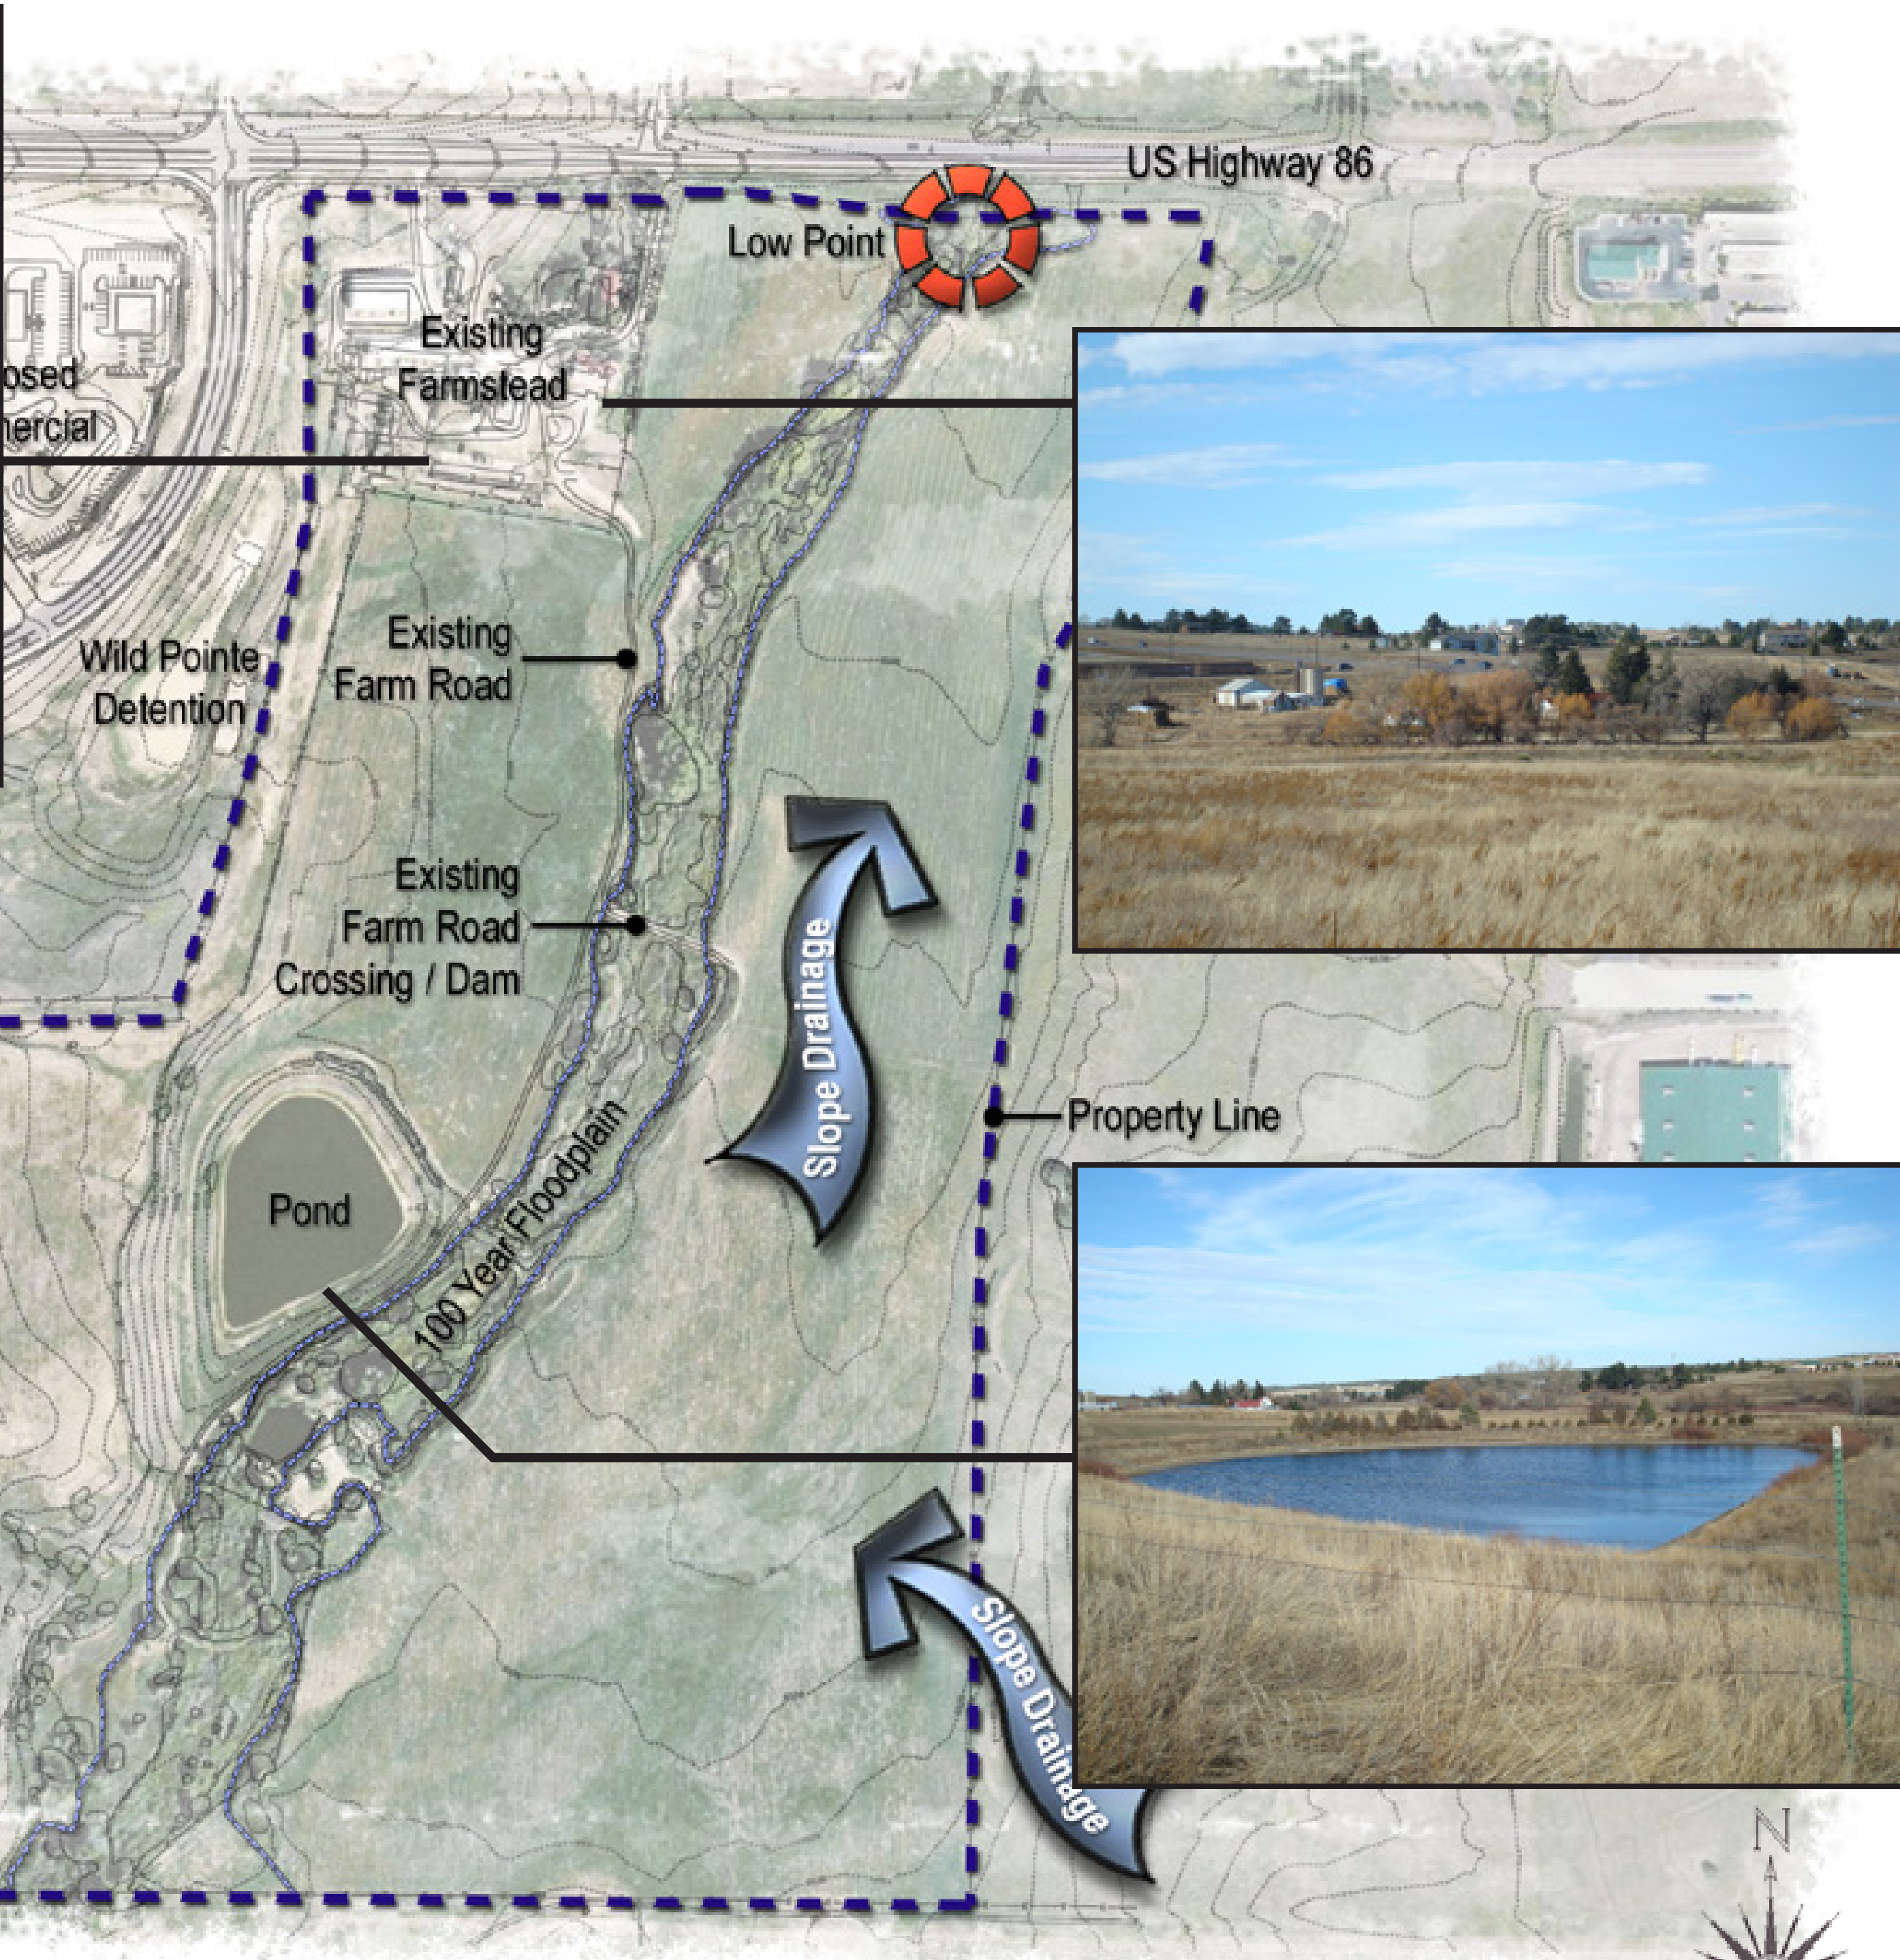 US Highway 86
Low Point
Existing
Farmstead
osed
mercial
Existing
Farm Road
Wild Pointe
Detention
Existing
Farm Road
Crossing / Dam
Slope Drainage
Property Line
Pond
100 Year Floodplain
Slope Drainage
N